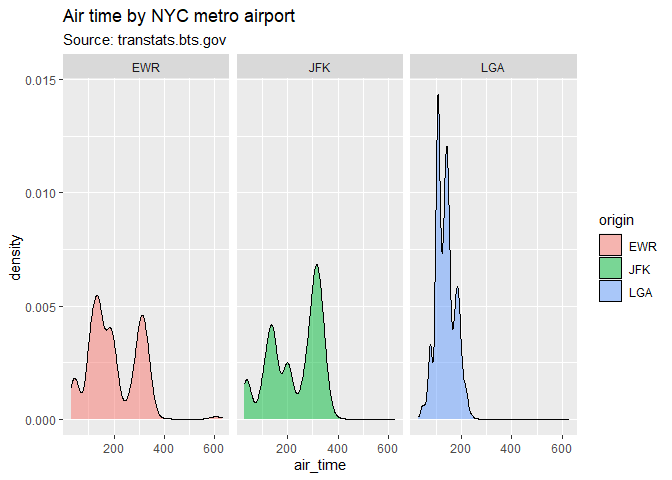 Air time by NYC metro airport
Source: transtats.bts.gov
EWR
JFK
LGA
0.015
0.010
0.005
0.000
density
200
400
600
200
400
600
200
400
600
air_time
origin
EWR
JFK
LGA